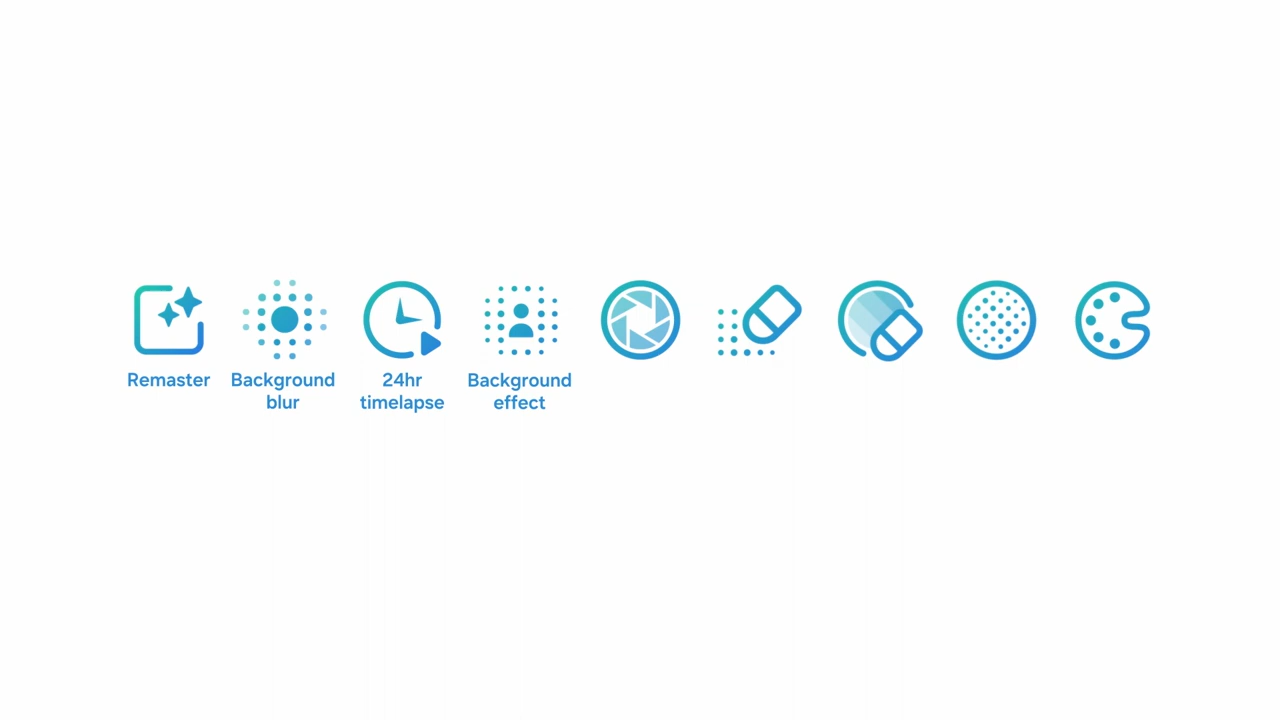 Remaster
Background
blur
24hr
timelapse
Background
effect